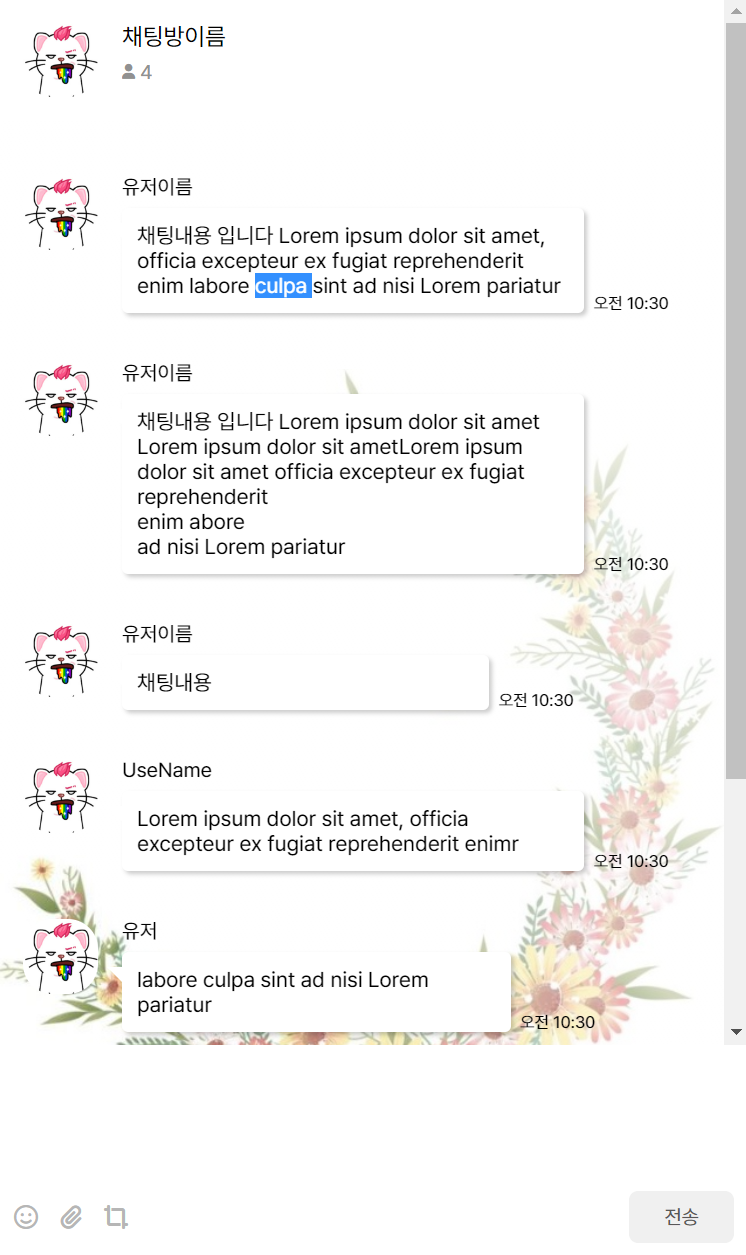 채팅방이름
4
유저이름
채팅내용 입니다 Lorem ipsum dolor sit amet,
officia excepteur ex fugiat reprehenderit
enim labore culpa sint ad nisi Lorem pariatur
오전 10:30
유저이름
채팅내용 입니다 Lorem ipsum dolor sit amet
Lorem ipsum dolor sit ametLorem ipsum
dolor sit amet officia excepteur ex fugiat
reprehenderit
enim abore
ad nisi Lorem pariatur
오전 10:30
유저이름
채팅내용
오전 10:30
UseName
Lorem ipsum dolor sit amet, officia
excepteur ex fugiat reprehenderit enimr
오전 10:30
유저
labore culpa sint ad nisi Lorem
pariatur
오전 10:30
전송